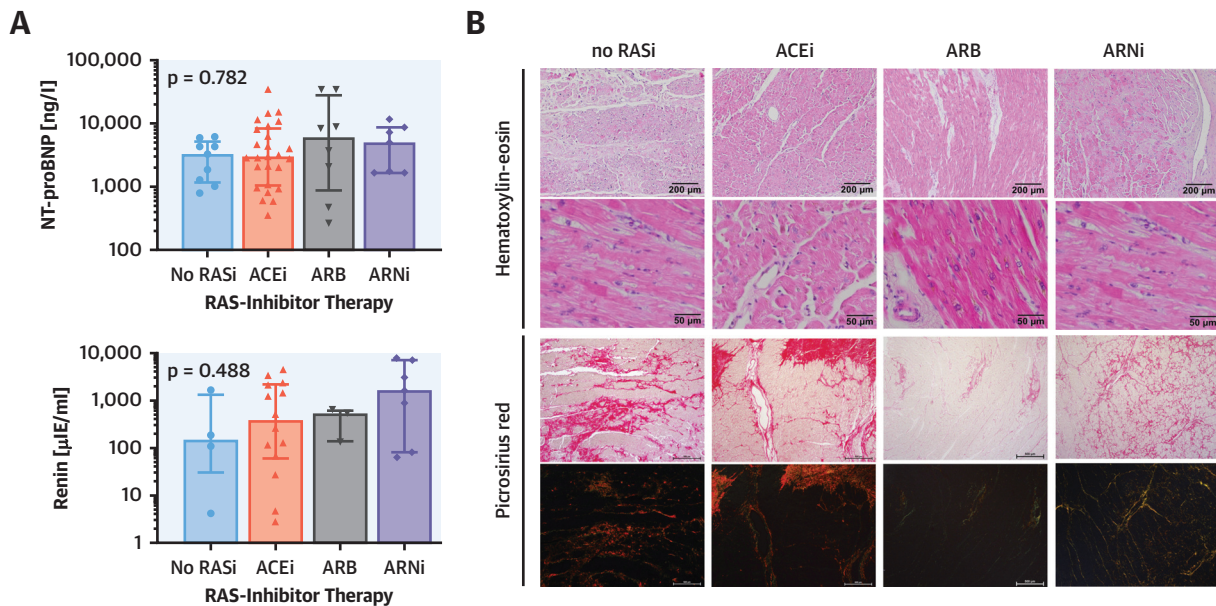 A
100,000
10,000
1,000
100
NT-proBNP [ng/l]
p = 0.782
No RASi ACEi ARB ARNi
RAS-Inhibitor Therapy
10,000
1,000
100
10
1
Renin [µIE/ml]
p = 0.488
No RASi ACEi ARB ARNi
RAS-Inhibitor Therapy
B
no RASi ACEi ARB ARNi
Hematoxylin-eosin
200 µm 200 µm 200 µm 200 µm
50 µm 50 µm 50 µm 50 µm
Picrosirius red